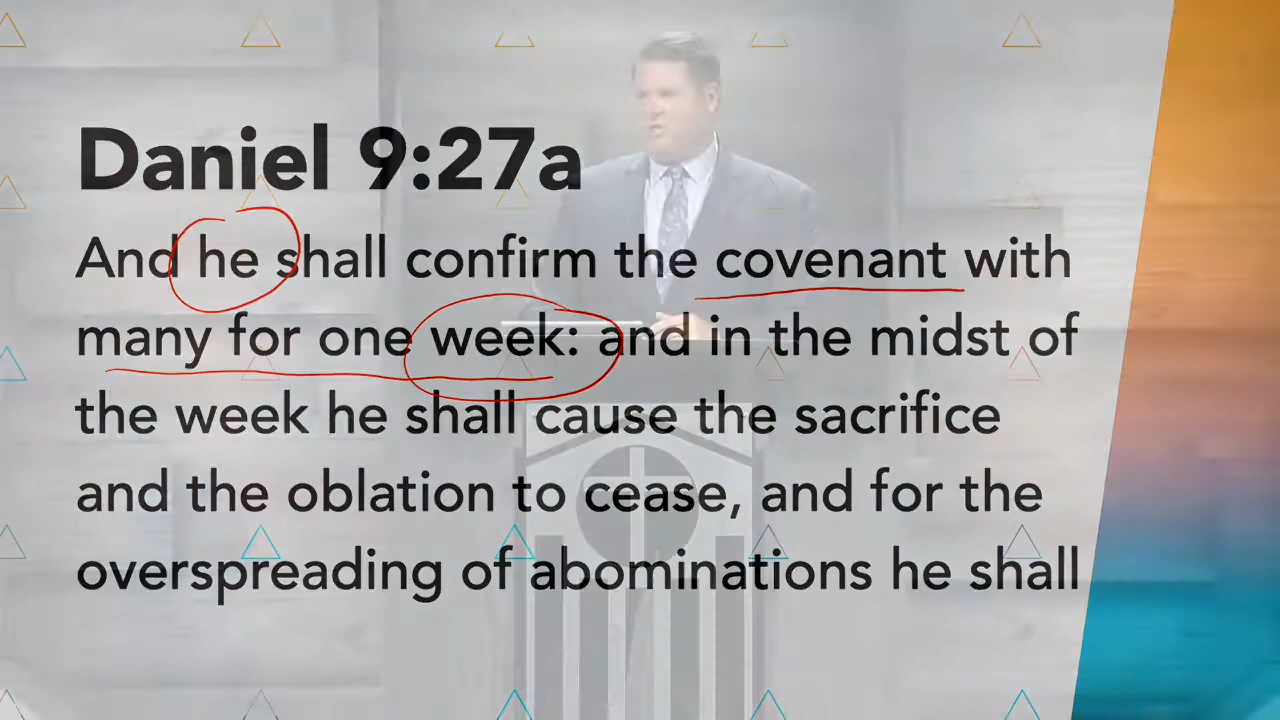 Daniel 9:27a
And he shall confirm the covenant with
many for one week: and in the midst of
the week he shall cause the sacrifice
and the oblation to cease, and for the
overspreading of abominations he shall